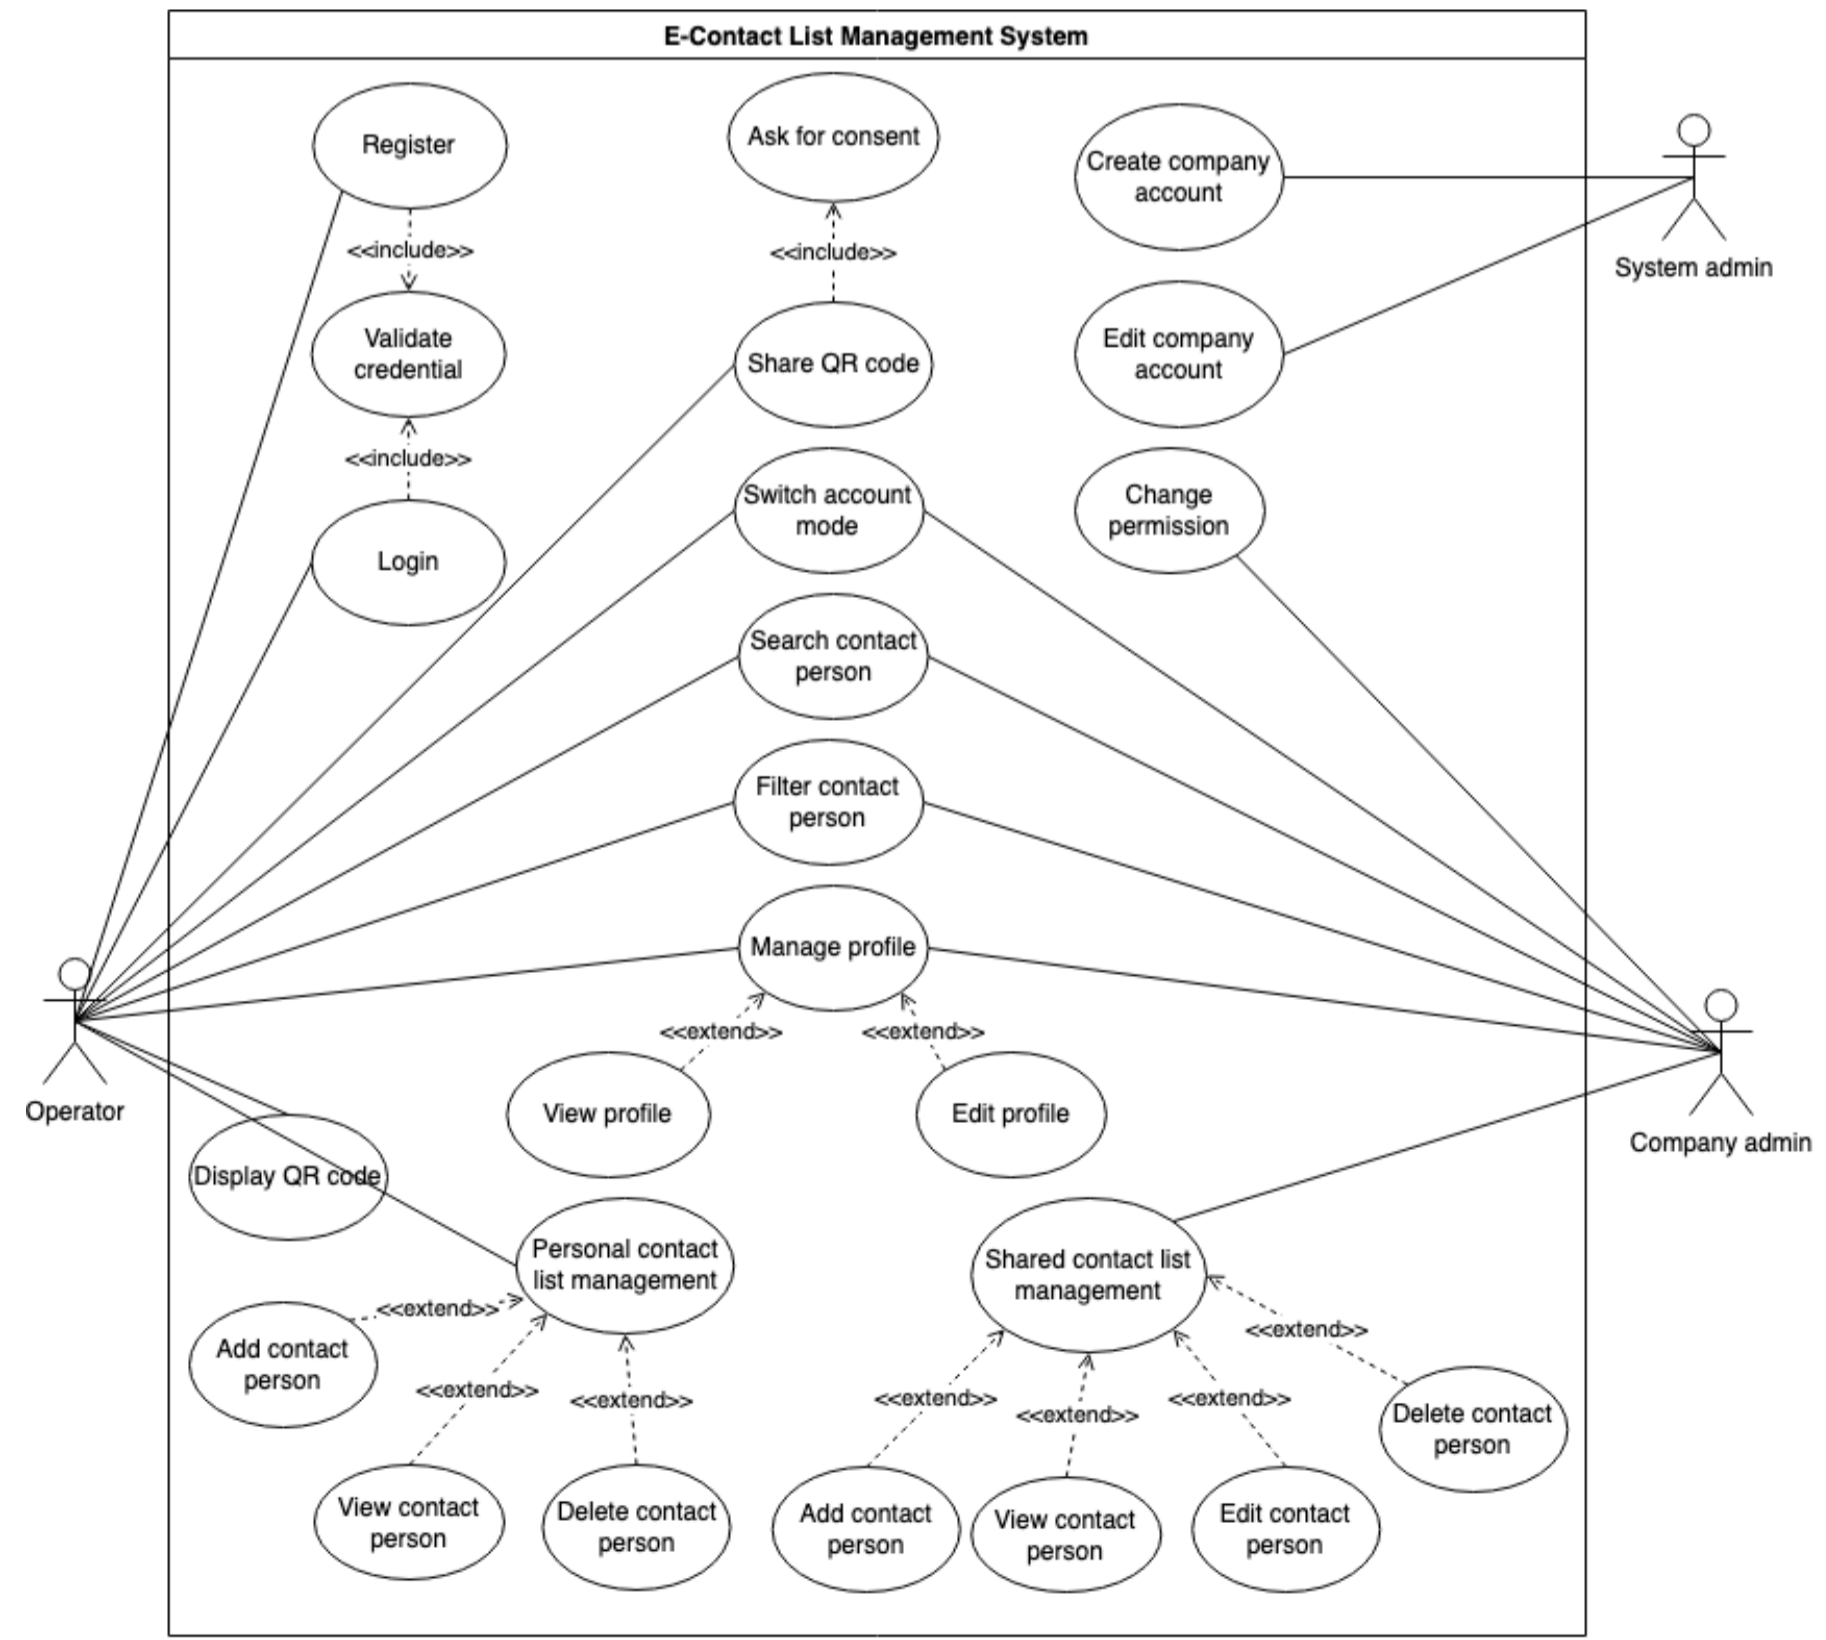 E-Contact List Management System
Register
Ask for consent
Create company
account
System admin
<<include>>
<<include>>
Validate
credential
Share QR code
Edit company
account
<<include>>
Switch account
mode
Change
permission
Login
Search contact
person
Filter contact
person
Manage profile
<<extend>>
<<extend>>
Operator
View profile
Edit profile
Company admin
Display QR code
Personal contact
list management
Shared contact list
management
<<extend>>
<<extend>>
Add contact
person
<<extend>>
<<extend>>
<<extend>>
<<extend>>
<<extend>>
Delete contact
person
View contact
person
Delete contact
person
Add contact
person
View contact
person
Edit contact
person